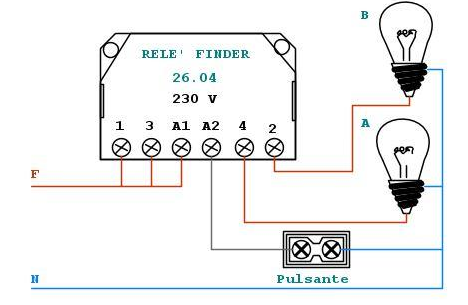 B
RELE' FINDER
26.04
230 V
1 3 A1 A2 4 2
A
F
Pulsante
N